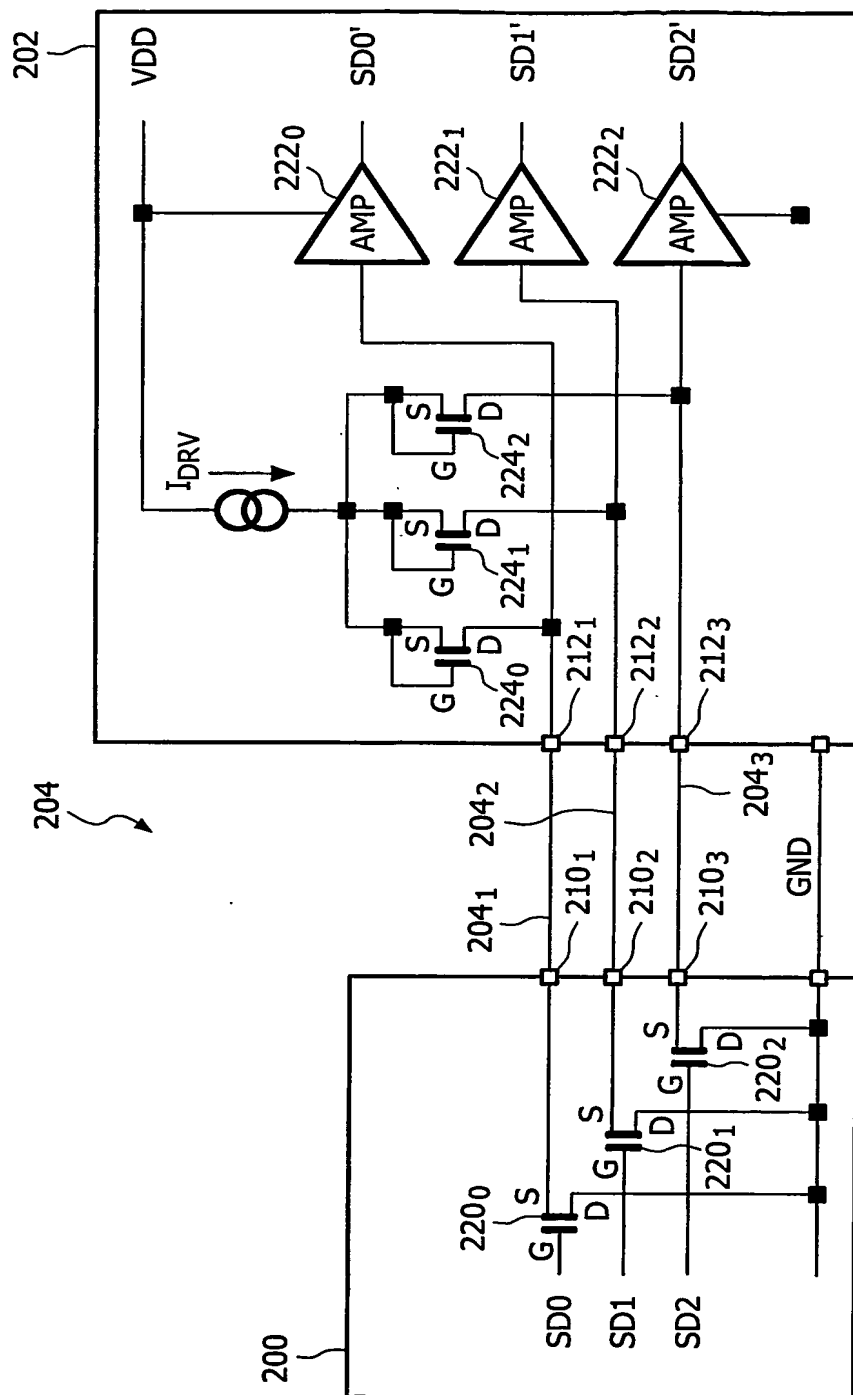 202
VDD
SD0'
SD1'
SD2'
222₀
222₁
222₂
AMP
AMP
AMP
I_DRV
S
D
G
224₂
S
D
G
224₁
S
D
G
224₀
204
212₁
212₂
212₃
204₁
204₂
204₃
210₁
210₂
210₃
GND
S
D
G
220₀
S
D
G
220₁
S
D
G
220₂
SD0
SD1
SD2
200